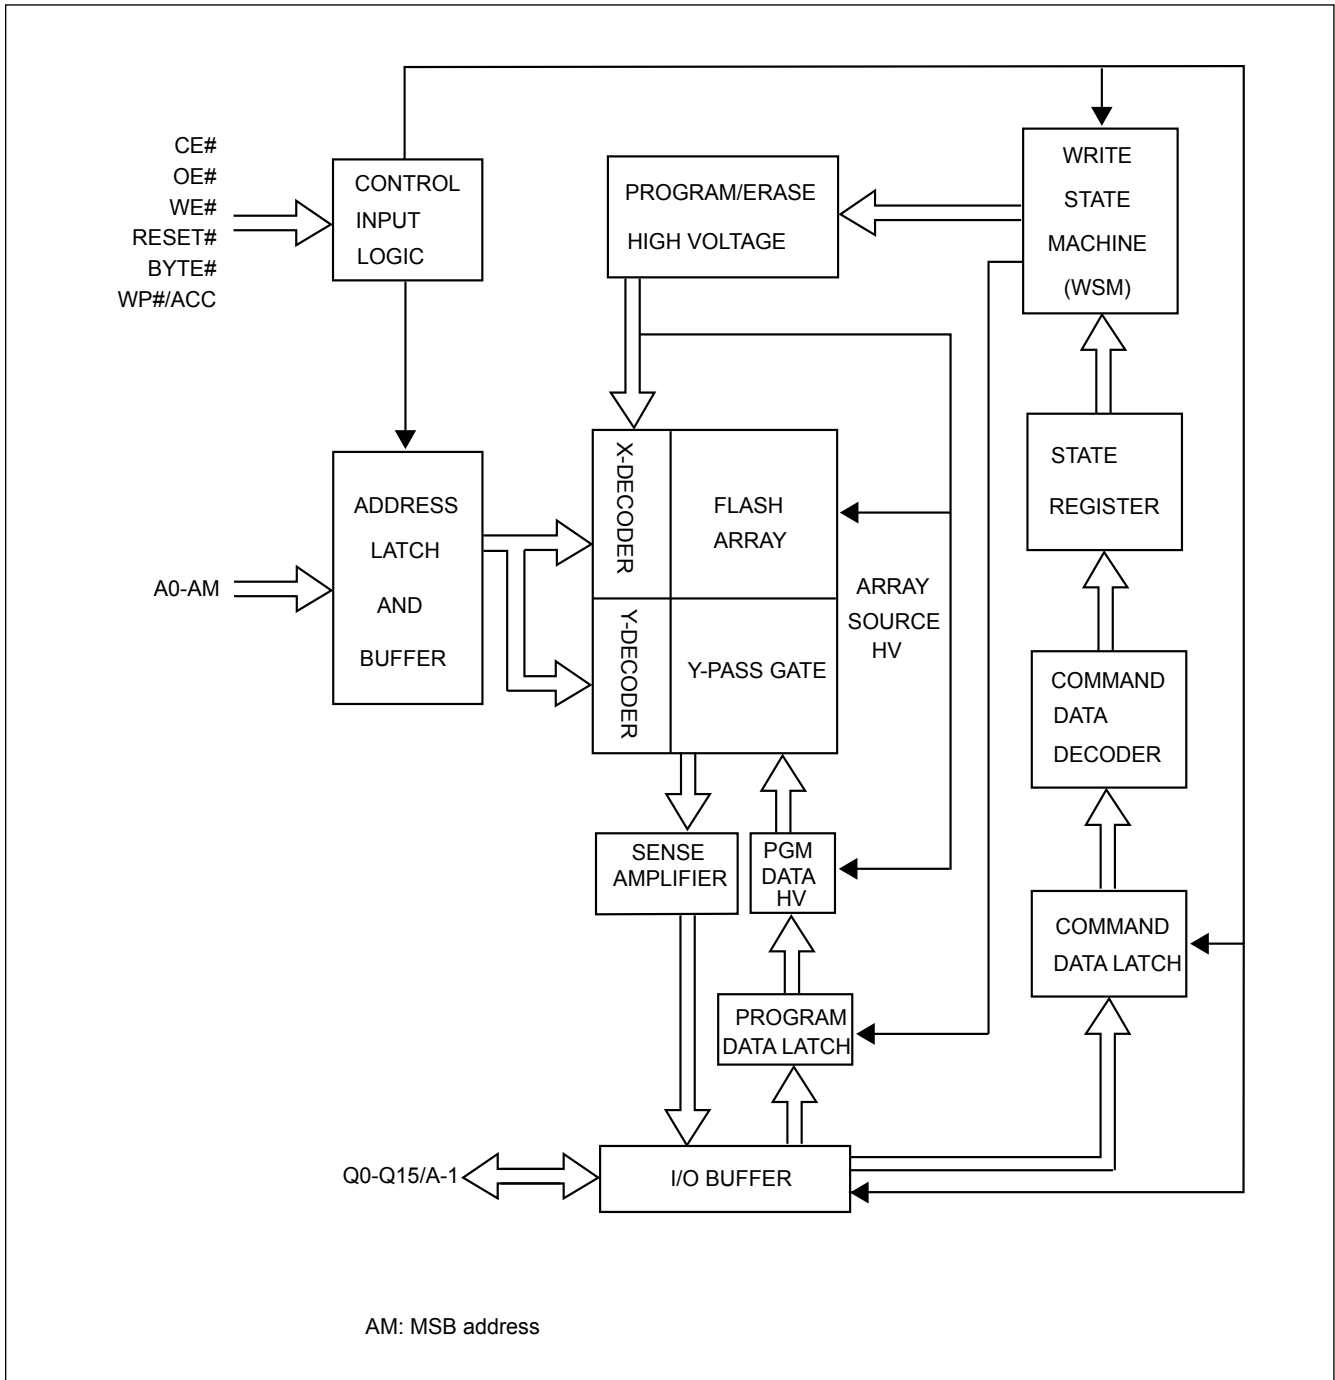 CE#
OE#
WE#
RESET#
BYTE#
WP#/ACC
CONTROL
INPUT
LOGIC
PROGRAM/ERASE
HIGH VOLTAGE
WRITE
STATE
MACHINE
(WSM)
A0-AM
ADDRESS
LATCH
AND
BUFFER
X-DECODER
FLASH
ARRAY
Y-DECODER
Y-PASS GATE
ARRAY
SOURCE
HV
STATE
REGISTER
COMMAND
DATA
DECODER
SENSE
AMPLIFIER
PGM
DATA
HV
COMMAND
DATA LATCH
PROGRAM
DATA LATCH
Q0-Q15/A-1
I/O BUFFER
AM: MSB address